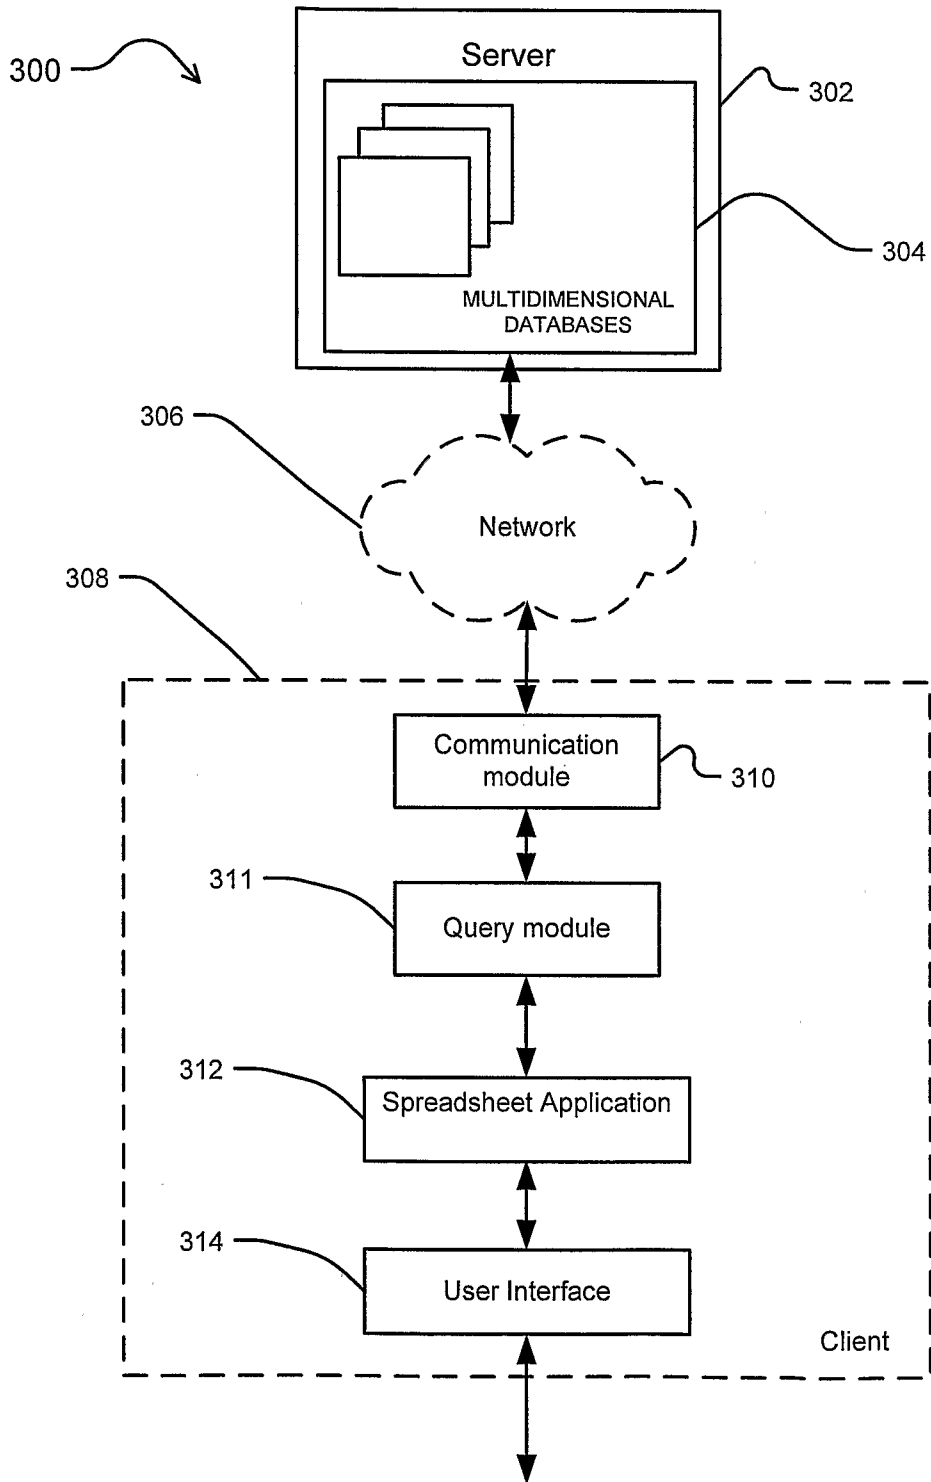 Server
300
302
304
MULTIDIMENSIONAL
DATABASES
306
Network
308
Communication
module
310
311
Query module
312
Spreadsheet Application
314
User Interface
Client